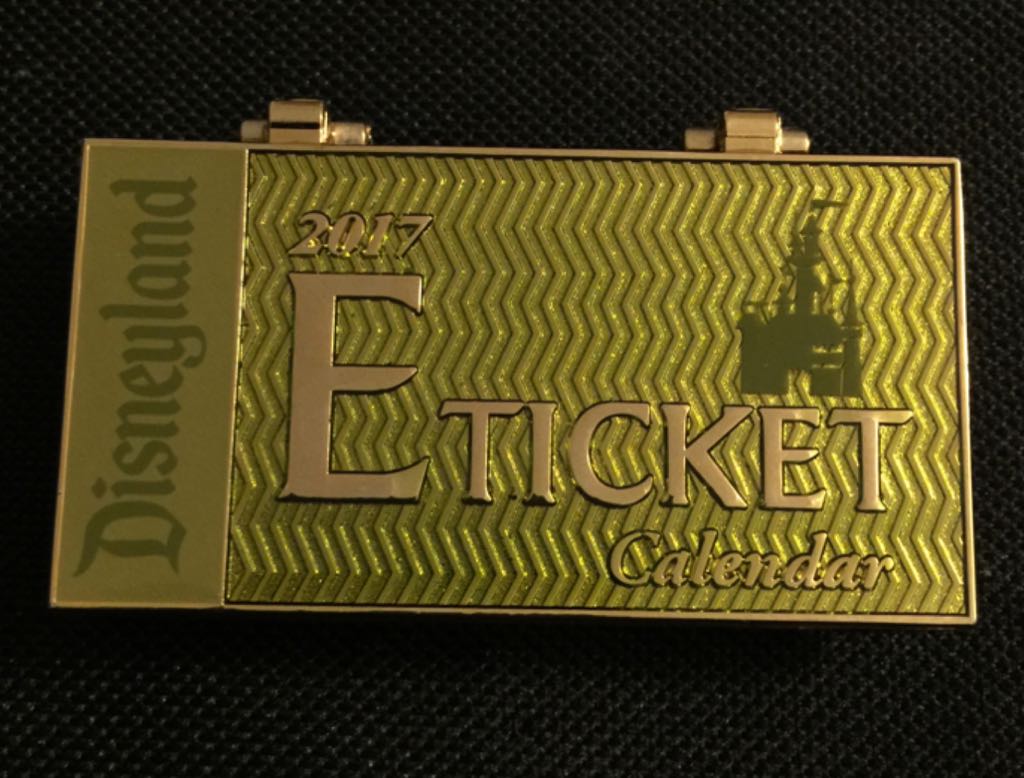 Disneyland
2017
E TICKET
Calendar